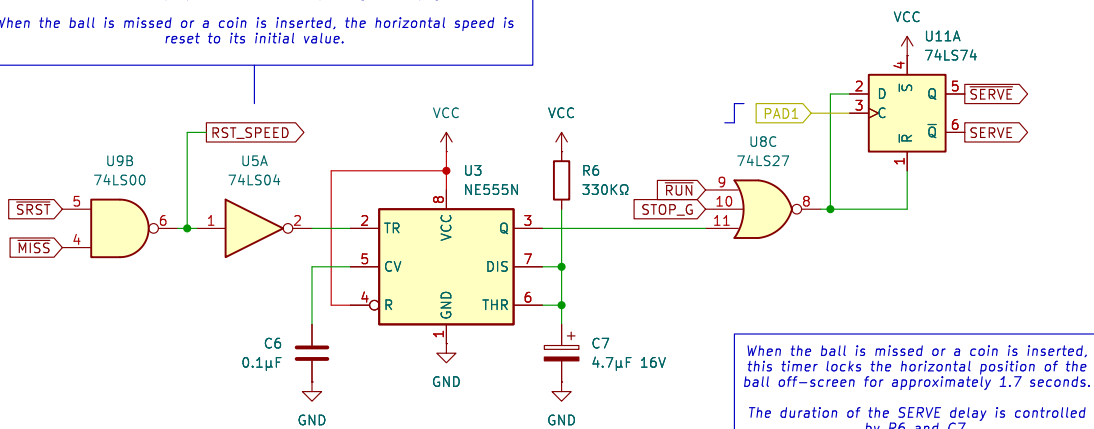 When the ball is missed or a coin is inserted, the horizontal speed is
reset to its initial value.
VCC
U11A
74LS74
4
2
D
S
Q
5
SERVE
PAD1
3
C
R
Q
6
SERVE
1
VCC
VCC
RST_SPEED
U9B
74LS00
U5A
74LS04
U3
NE555N
R6
330KΩ
U8C
74LS27
SRST
5
MISS
4
6
1
2
8
VCC
2
TR
Q
3
5
CV
DIS
7
4
R
GND
THR
6
1
RUN
9
STOP_G
10
11
8
C6
0.1µF
GND
GND
+
C7
4.7µF 16V
GND
When the ball is missed or a coin is inserted,
this timer locks the horizontal position of the
ball off-screen for approximately 1.7 seconds.
The duration of the SERVE delay is controlled
by R6 and C7